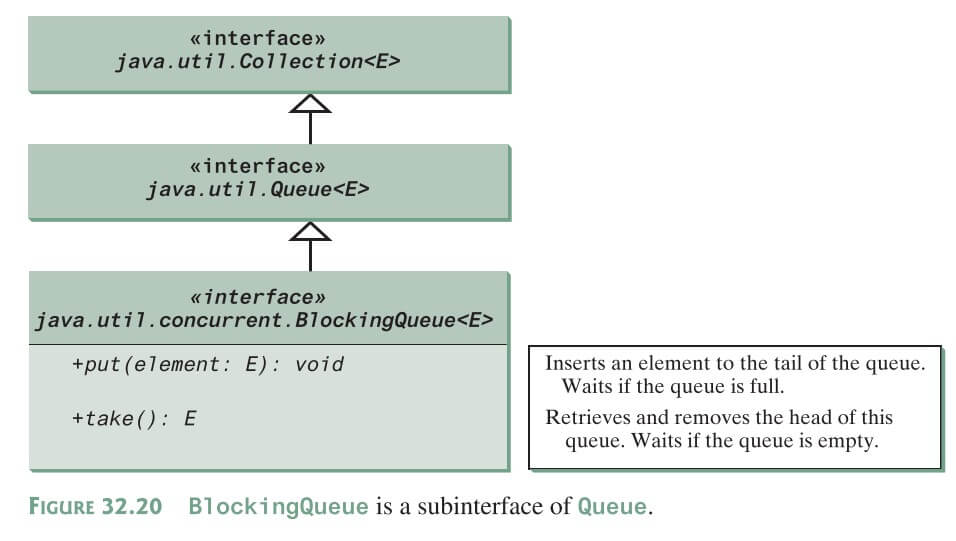 «interface»
java.util.Collection<E>
«interface»
java.util.Queue<E>
«interface»
java.util.concurrent.BlockingQueue<E>
+put(element: E): void
+take(): E
Inserts an element to the tail of the queue.
Waits if the queue is full.
Retrieves and removes the head of this
queue. Waits if the queue is empty.
FIGURE 32.20 BlockingQueue is a subinterface of Queue.